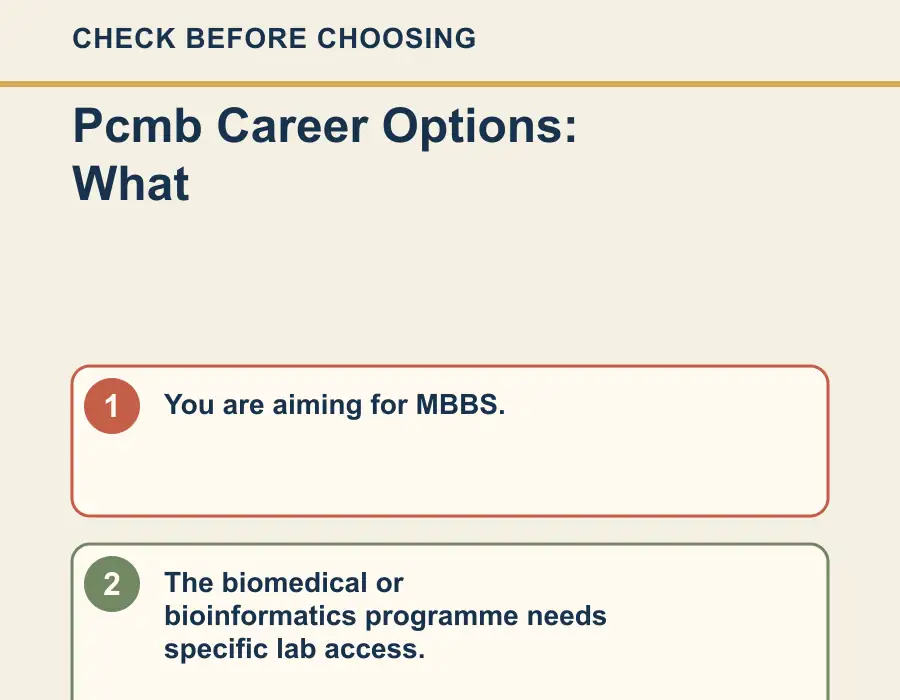 CHECK BEFORE CHOOSING
Pcmb Career Options:
What
1
You are aiming for MBBS.
2
The biomedical or
bioinformatics programme needs
specific lab access.